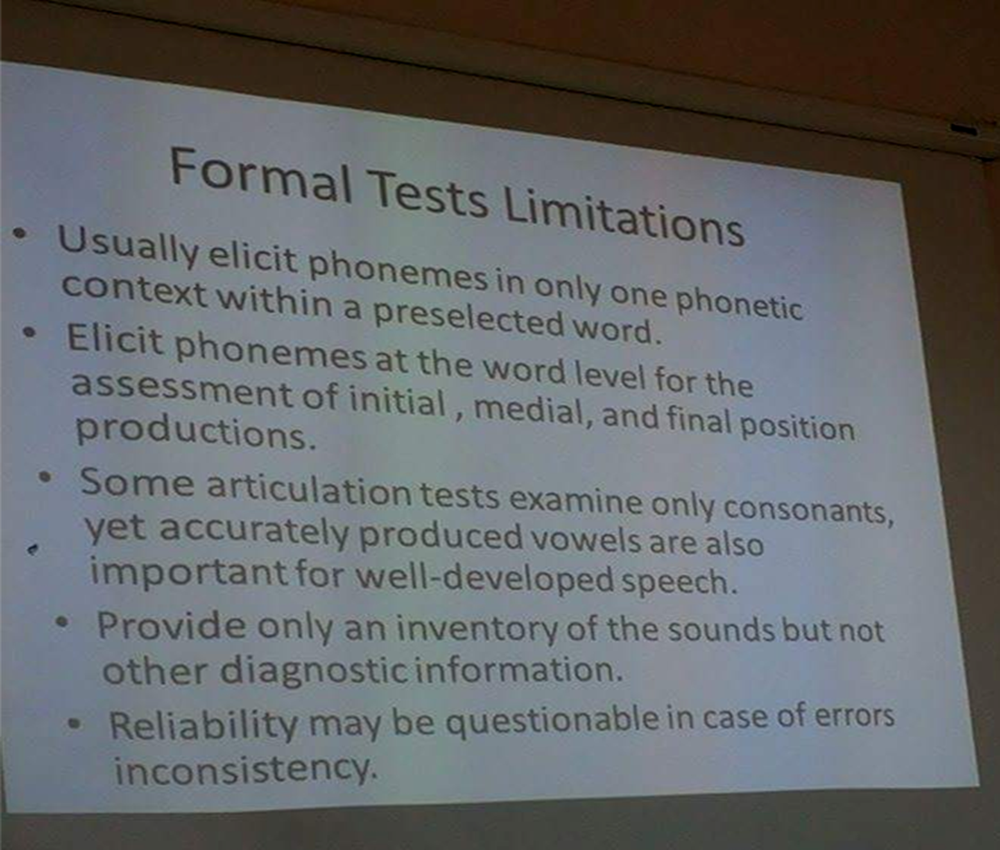 Formal Tests Limitations
• Usually elicit phonemes in only one phonetic
context within a preselected word.
• Elicit phonemes at the word level for the
assessment of initial , medial, and final position
productions.
• Some articulation tests examine only consonants,
yet accurately produced vowels are also
important for well-developed speech.
• Provide only an inventory of the sounds but not
other diagnostic information.
• Reliability may be questionable in case of errors
inconsistency.